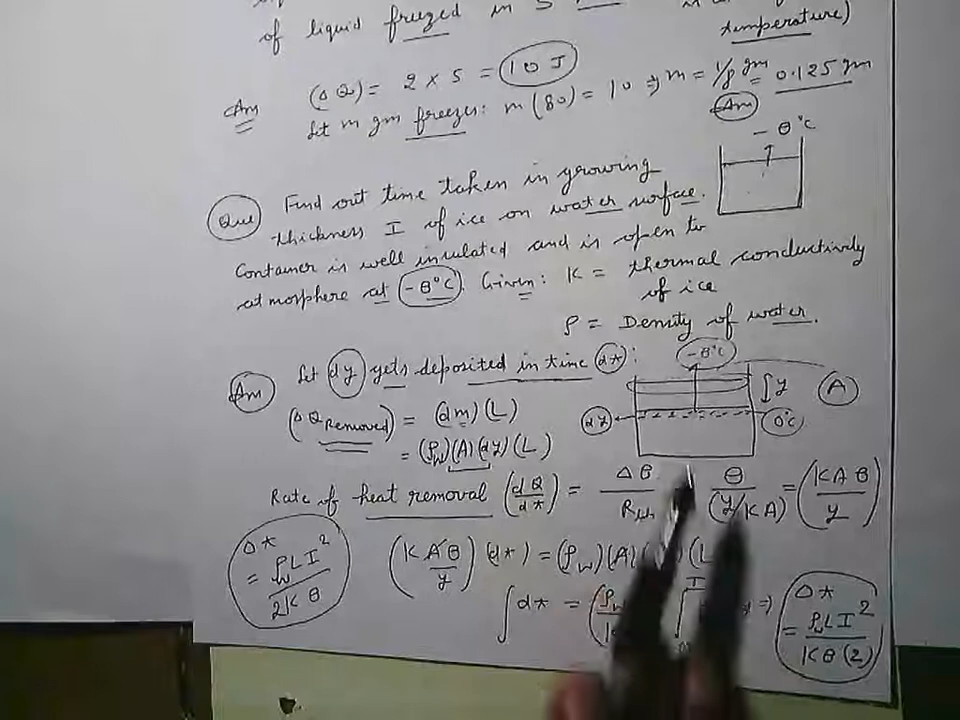 of liquid freezed in 5
temperature)
Ans (ΔQ) = 2 × 5 = 10 J
Let m gm freezes: m (80) = 10 ⇒ m = 1/8 gm = 0.125 gm
Ans
- θ°C
Que Find out time taken in growing
thickness I of ice on water surface.
Container is well insulated and is open to
atmosphere at -θ°C. Given: K = thermal conductivity
of ice
ρ = Density of water.
Ans Let dy gets deposited in time dt:
-θ°C
y
A
dy
0°C
(ΔQ Removed) = (dm) (L)
= (ρw) (A) (dy) (L)
Rate of heat removal (dQ/dt) = Δθ/Rth θ/(y/KA) = (KAθ/y)
(KAθ/y) (dt) = (ρw) (A) (L
∫dt = (ρw ∫ I ⇒
Δt = ρw L I²/Kθ(2)
Δt = ρw L I²/2Kθ